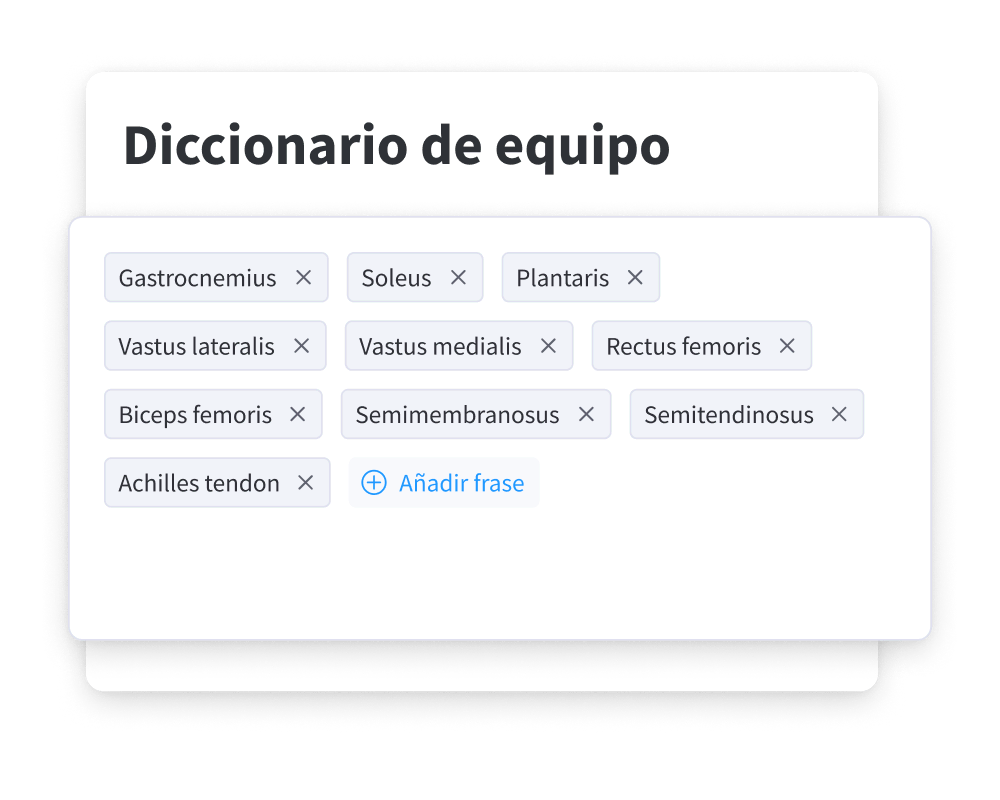 Diccionario de equipo
Gastrocnemius Soleus Plantaris
Vastus lateralis Vastus medialis Rectus femoris
Biceps femoris Semimembranosus Semitendinosus
Achilles tendon Añadir frase